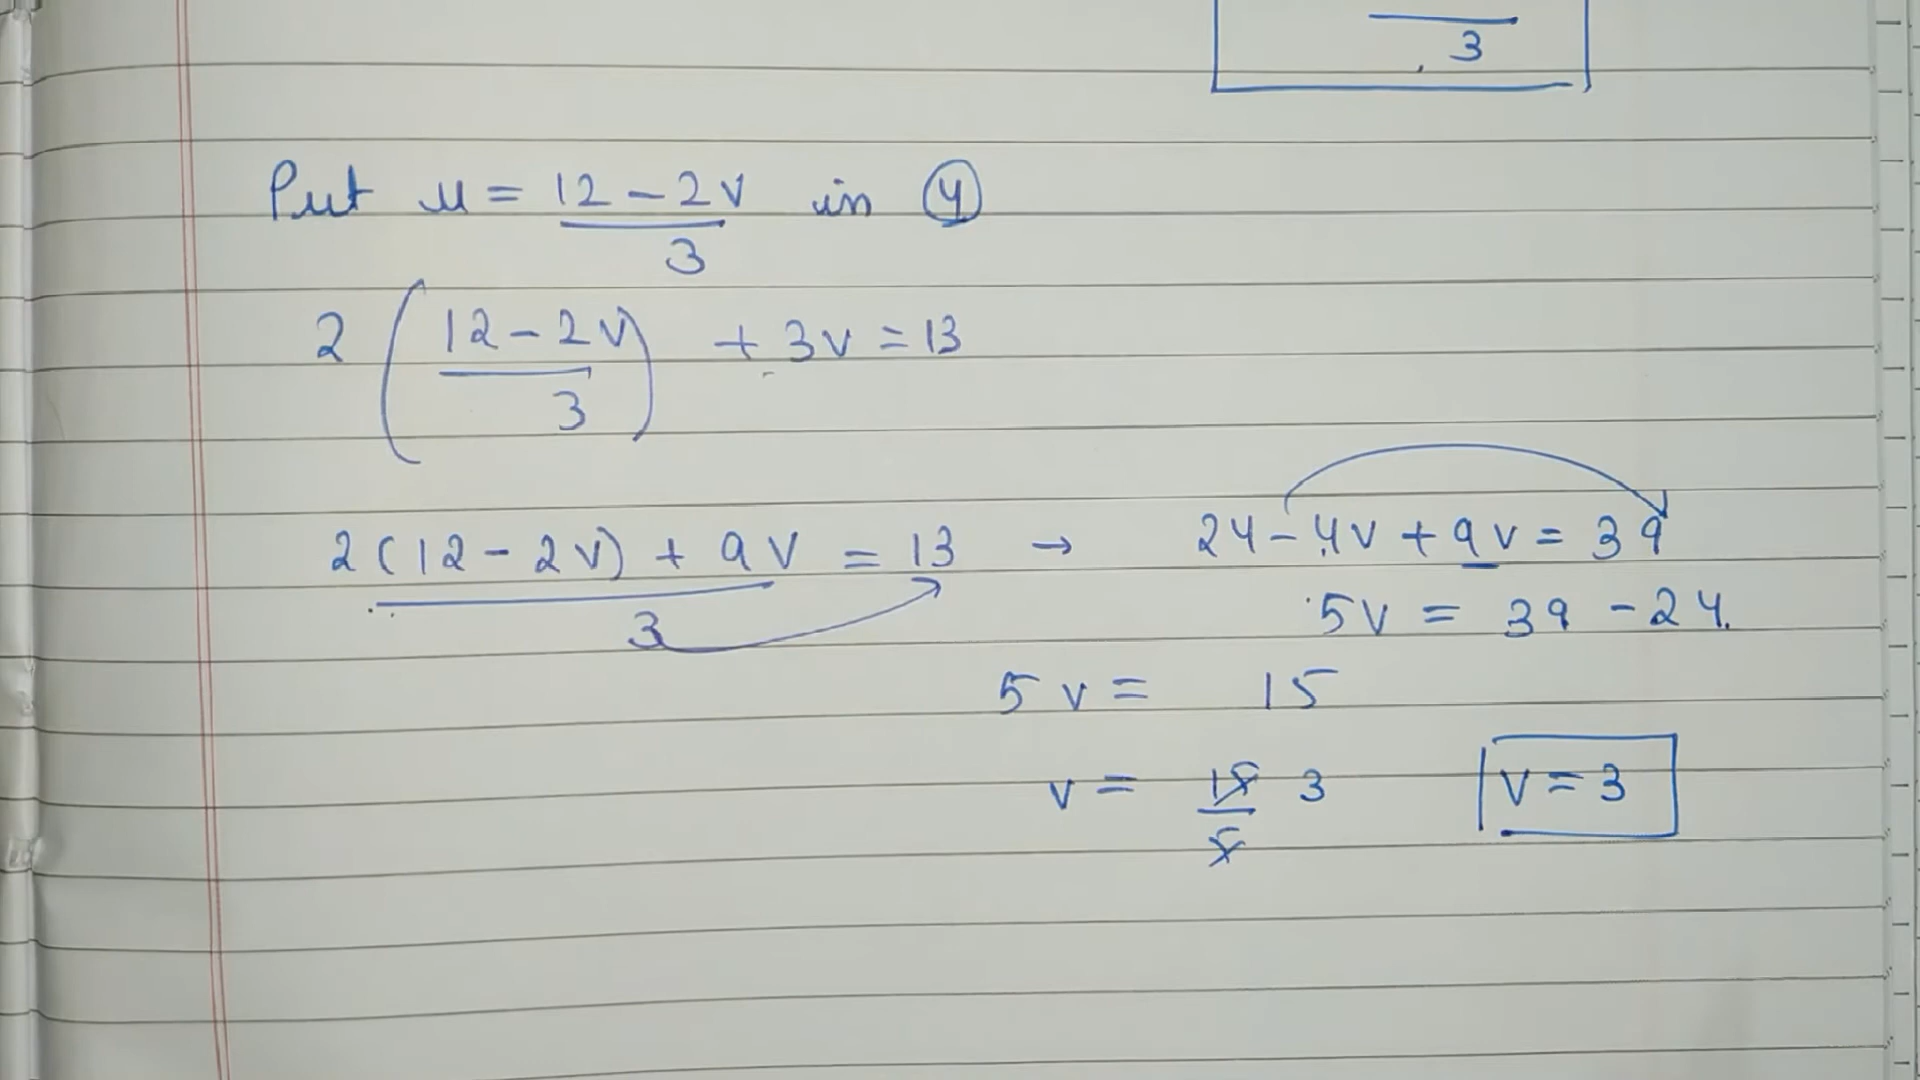 3
Put u = 12 - 2v in (4)
3
2 ( 12 - 2v ) + 3v = 13
3
2(12 - 2v) + 9v = 13 → 24 - 4v + 9v = 39
3
5v = 39 - 24.
5v = 15
v = 15 3
5
v = 3